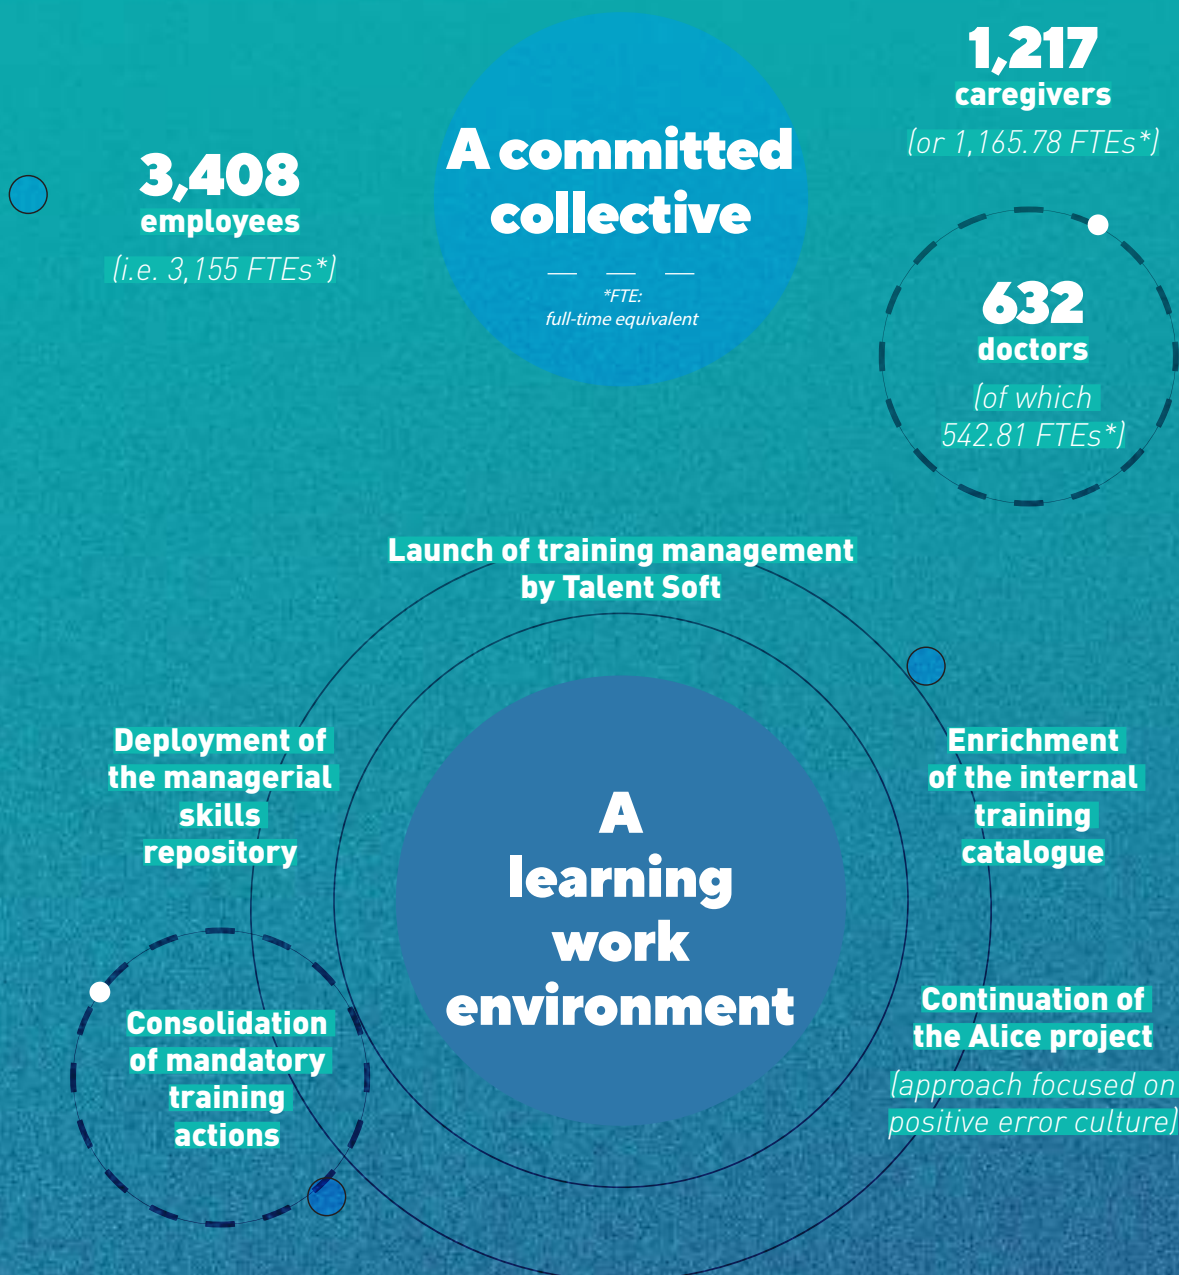 A committed
collective
*FTE:
full-time equivalent
3,408
employees
(i.e. 3,155 FTEs*)
1,217
caregivers
(or 1,165.78 FTEs*)
632
doctors
(of which
542.81 FTEs*)
Launch of training management
by Talent Soft
Deployment of
the managerial
skills
repository
A
learning
work
environment
Enrichment
of the internal
training
catalogue
Consolidation
of mandatory
training
actions
Continuation of
the Alice project
(approach focused on
positive error culture)